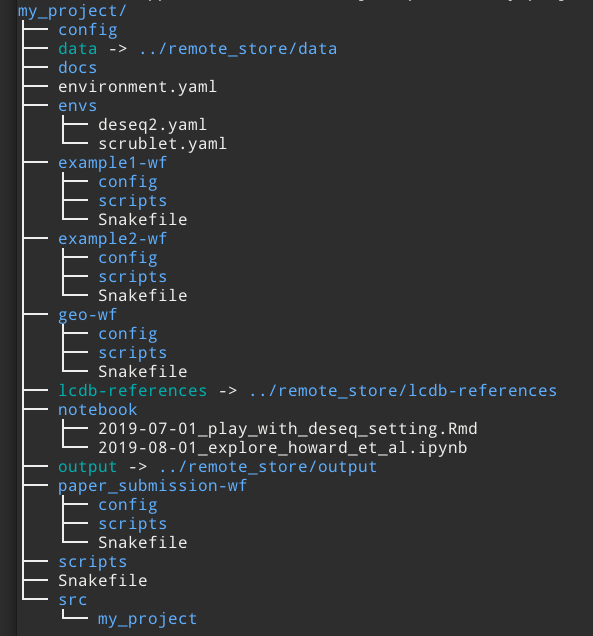 my_project/
├── config
├── data -> ../remote_store/data
├── docs
├── environment.yaml
├── envs
│   ├── deseq2.yaml
│   └── scrublet.yaml
├── example1-wf
│   ├── config
│   ├── scripts
│   └── Snakefile
├── example2-wf
│   ├── config
│   ├── scripts
│   └── Snakefile
├── geo-wf
│   ├── config
│   ├── scripts
│   └── Snakefile
├── lcdb-references -> ../remote_store/lcdb-references
├── notebook
│   ├── 2019-07-01_play_with_deseq_setting.Rmd
│   └── 2019-08-01_explore_howard_et_al.ipynb
├── output -> ../remote_store/output
├── paper_submission-wf
│   ├── config
│   ├── scripts
│   └── Snakefile
├── scripts
├── Snakefile
└── src
    └── my_project